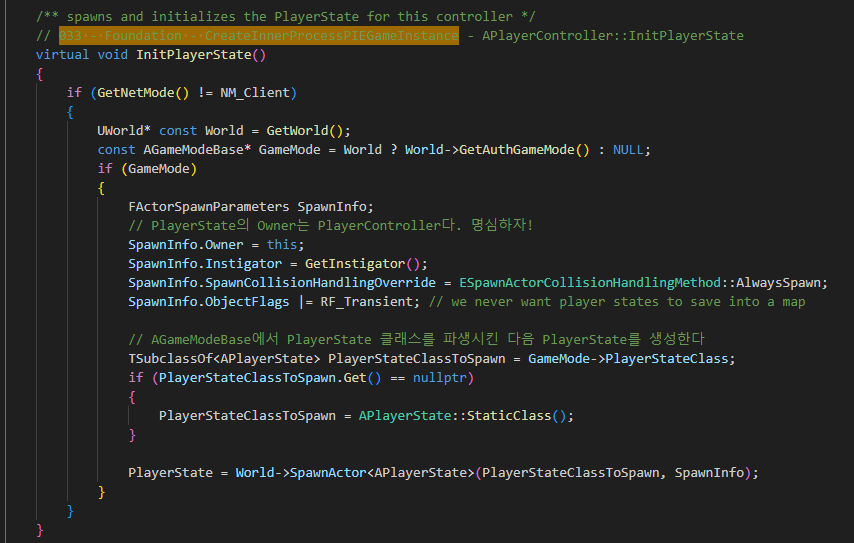 /** spawns and initializes the PlayerState for this controller */
// 033 - Foundation - CreateInnerProcessPIEGameInstance - APlayerController::InitPlayerState
virtual void InitPlayerState()
{
if (GetNetMode() != NM_Client)
{
UWorld* const World = GetWorld();
const AGameModeBase* GameMode = World ? World->GetAuthGameMode() : NULL;
if (GameMode)
{
FActorSpawnParameters SpawnInfo;
// PlayerState의 Owner는 PlayerController다. 명심하자!
SpawnInfo.Owner = this;
SpawnInfo.Instigator = GetInstigator();
SpawnInfo.SpawnCollisionHandlingOverride = ESpawnActorCollisionHandlingMethod::AlwaysSpawn;
SpawnInfo.ObjectFlags |= RF_Transient; // we never want player states to save into a map
// AGameModeBase에서 PlayerState 클래스를 파생시킨 다음 PlayerState를 생성한다
TSubclassOf<APlayerState> PlayerStateClassToSpawn = GameMode->PlayerStateClass;
if (PlayerStateClassToSpawn.Get() == nullptr)
{
PlayerStateClassToSpawn = APlayerState::StaticClass();
}
PlayerState = World->SpawnActor<APlayerState>(PlayerStateClassToSpawn, SpawnInfo);
}
}
}